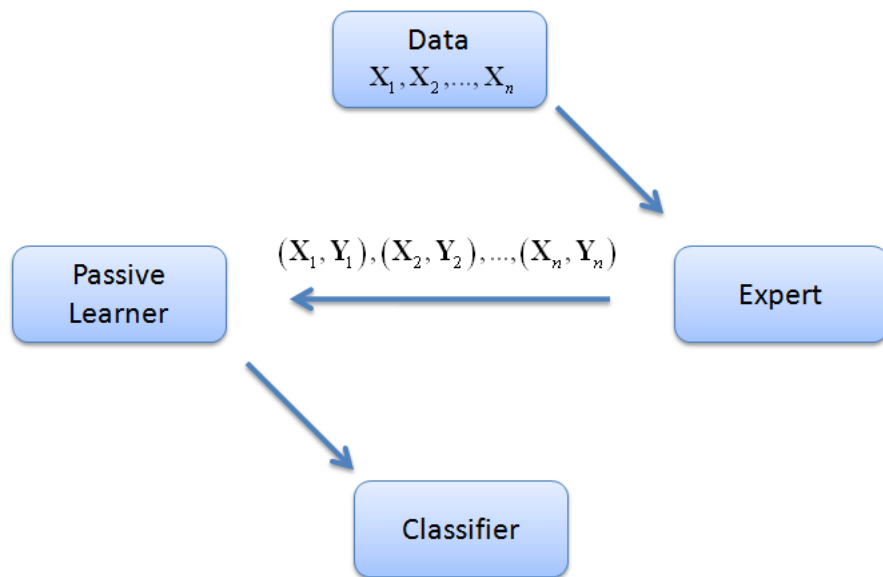 Data
X₁, X₂, ..., Xₙ
(X₁, Y₁), (X₂, Y₂), ..., (Xₙ, Yₙ)
Passive
Learner
Expert
Classifier